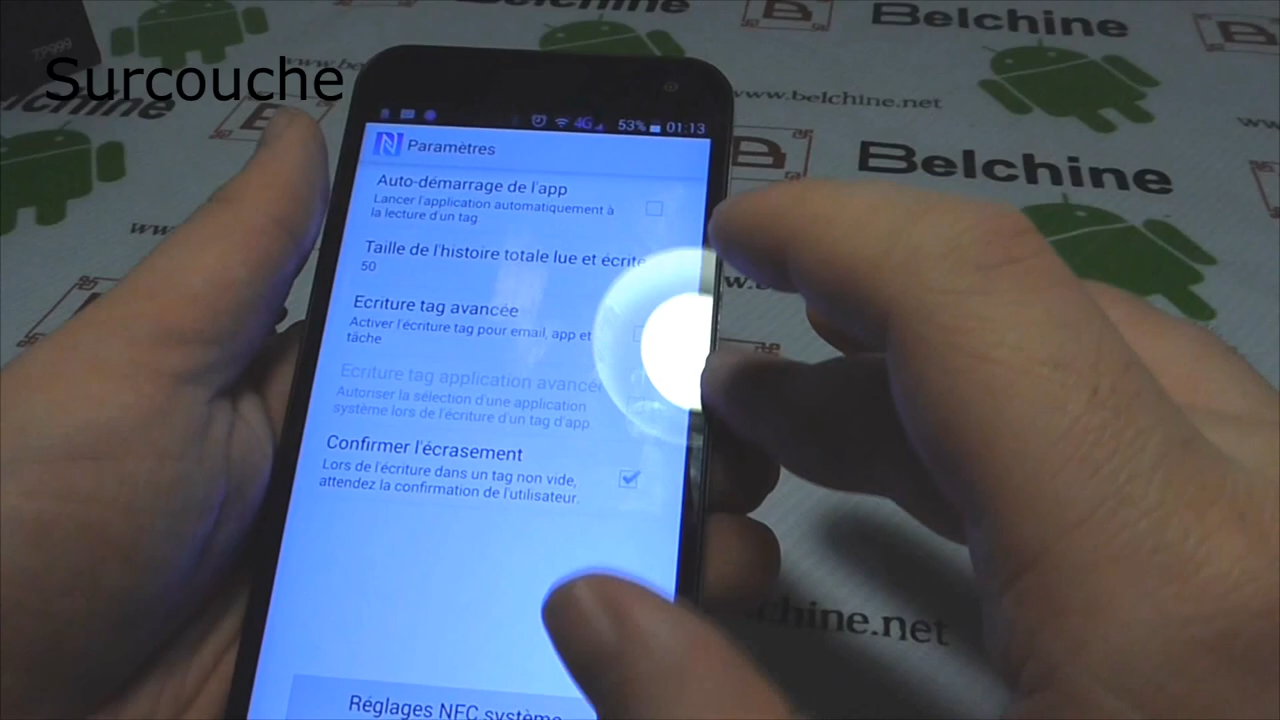 Surcouche
TP999
Belchine
www.belchine.net
Belchine
4G 53% 01:13
Paramètres
Auto-démarrage de l'app
Lancer l'application automatiquement à
la lecture d'un tag
Taille de l'histoire totale lue et écrite
50
Ecriture tag avancée
Activer l'écriture tag pour email, app et
tâche
Ecriture tag application avancée
Autoriser la sélection d'une application
système lors de l'écriture d'un tag d'app
Confirmer l'écrasement
Lors de l'écriture dans un tag non vide,
attendez la confirmation de l'utilisateur.
Réglages NFC système